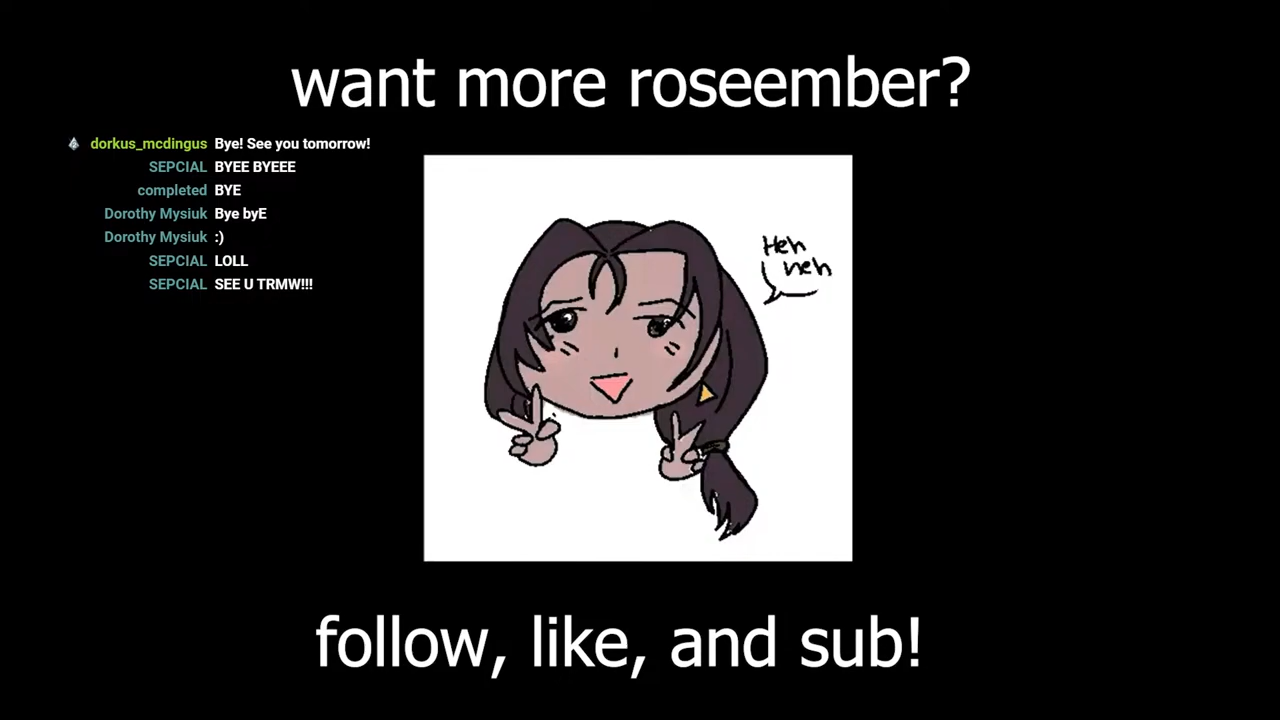 want more roseember?
dorkus_mcdingus Bye! See you tomorrow!
SEPCIAL BYEE BYEEE
completed BYE
Dorothy Mysiuk Bye byE
Dorothy Mysiuk :)
SEPCIAL LOLL
SEPCIAL SEE U TRMW!!!
Heh
heh
follow, like, and sub!